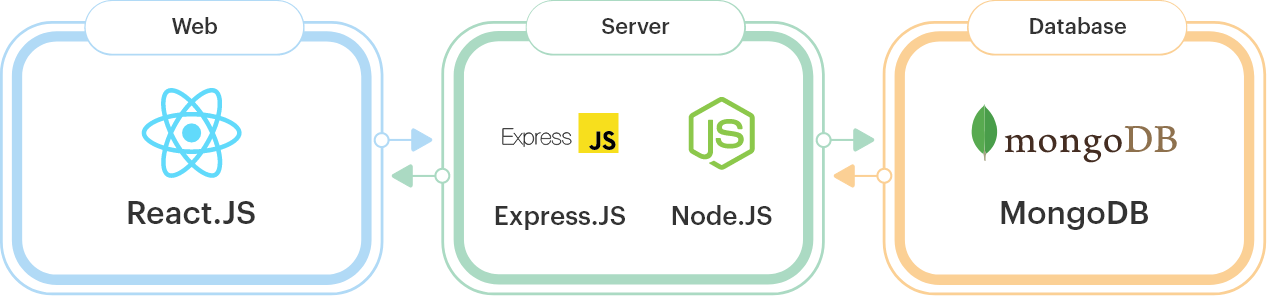 Web
React.JS
Server
Express JS
JS
Express.JS
Node.JS
Database
mongoDB
MongoDB